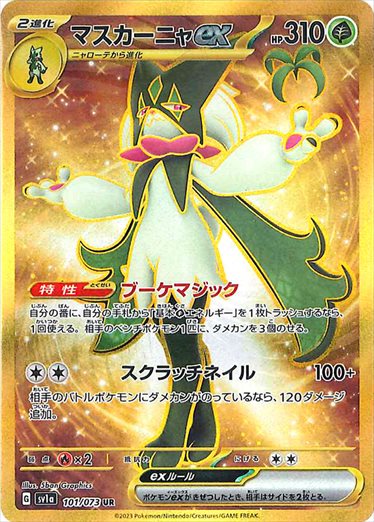 2進化
マスカーニャex
HP310
ニャローテから進化
特性 とくせい ブーケマジック
自分の番に、自分の手札から「基本エネルギー」を1枚トラッシュするなら、
1回使える。相手のベンチポケモン1匹に、ダメカンを3個のせる。
スクラッチネイル 100+
相手のバトルポケモンにダメカンがのっているなら、120ダメージ
追加。
弱点 ×2 抵抗力 にげる
exルール
ポケモンexがきぜつしたとき、相手はサイドを2枚とる。
Illus. 5ban Graphics
G sv1a 101/073 UR
©2023 Pokémon/Nintendo/Creatures/GAME FREAK.